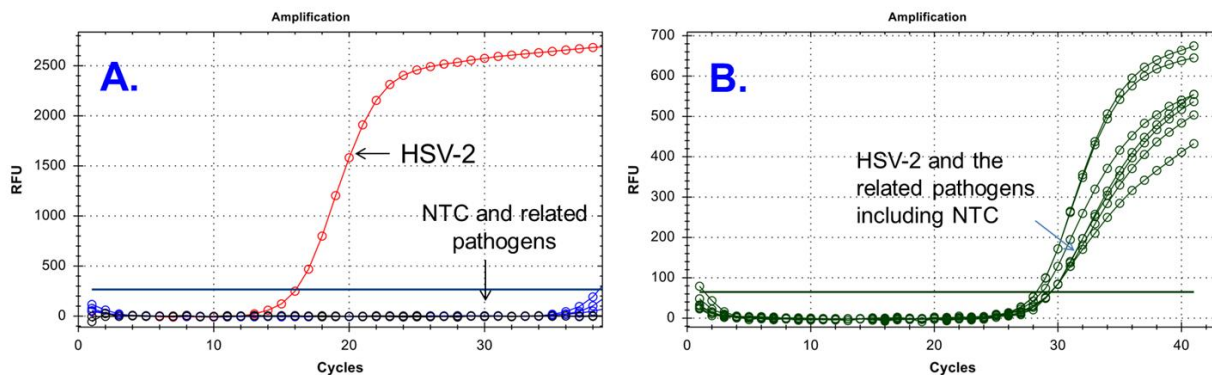 Amplification
A.
2500
2000
1500
1000
500
0
RFU
HSV-2
NTC and related
pathogens
0
10
20
30
Cycles
Amplification
B.
700
600
500
400
300
200
100
0
RFU
HSV-2 and the
related pathogens
including NTC
0
10
20
30
40
Cycles